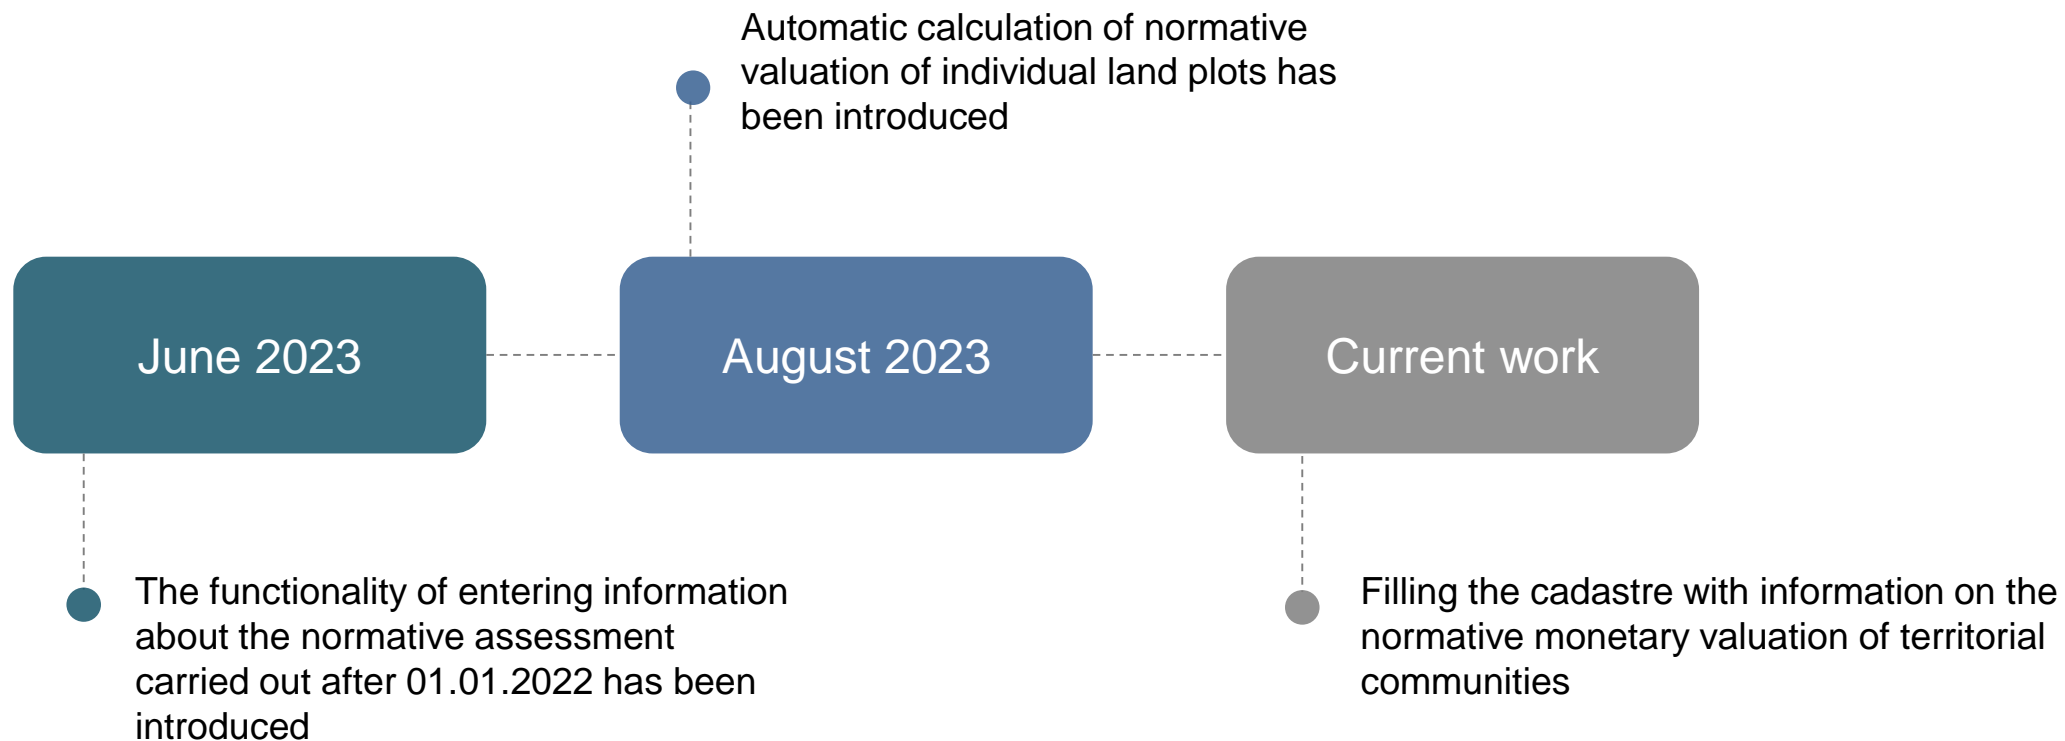 Automatic calculation of normative
valuation of individual land plots has
been introduced
June 2023
August 2023
Current work
The functionality of entering information
about the normative assessment
carried out after 01.01.2022 has been
introduced
Filling the cadastre with information on the
normative monetary valuation of territorial
communities